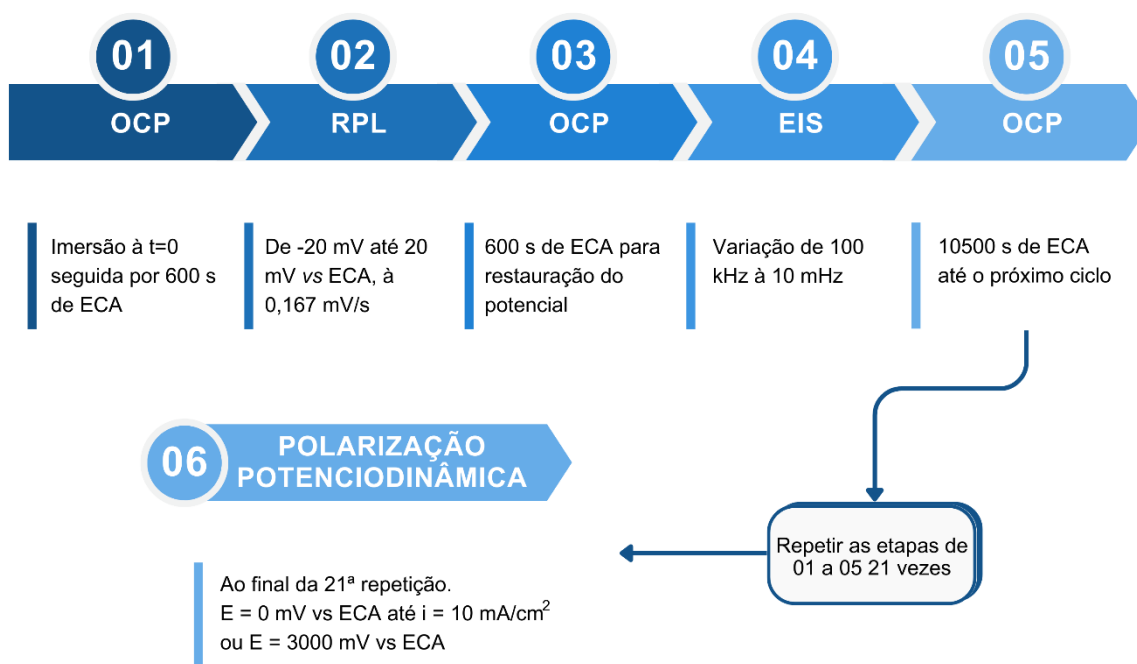 01
OCP
02
RPL
03
OCP
04
EIS
05
OCP
Imersão à t=0
seguida por 600 s
de ECA
De -20 mV até 20
mV vs ECA, à
0,167 mV/s
600 s de ECA para
restauração do
potencial
Variação de 100
kHz à 10 mHz
10500 s de ECA
até o próximo ciclo
06
POLARIZAÇÃO
POTENCIODINÂMICA
Repetir as etapas de
01 a 05 21 vezes
Ao final da 21ª repetição.
E = 0 mV vs ECA até i = 10 mA/cm²
ou E = 3000 mV vs ECA